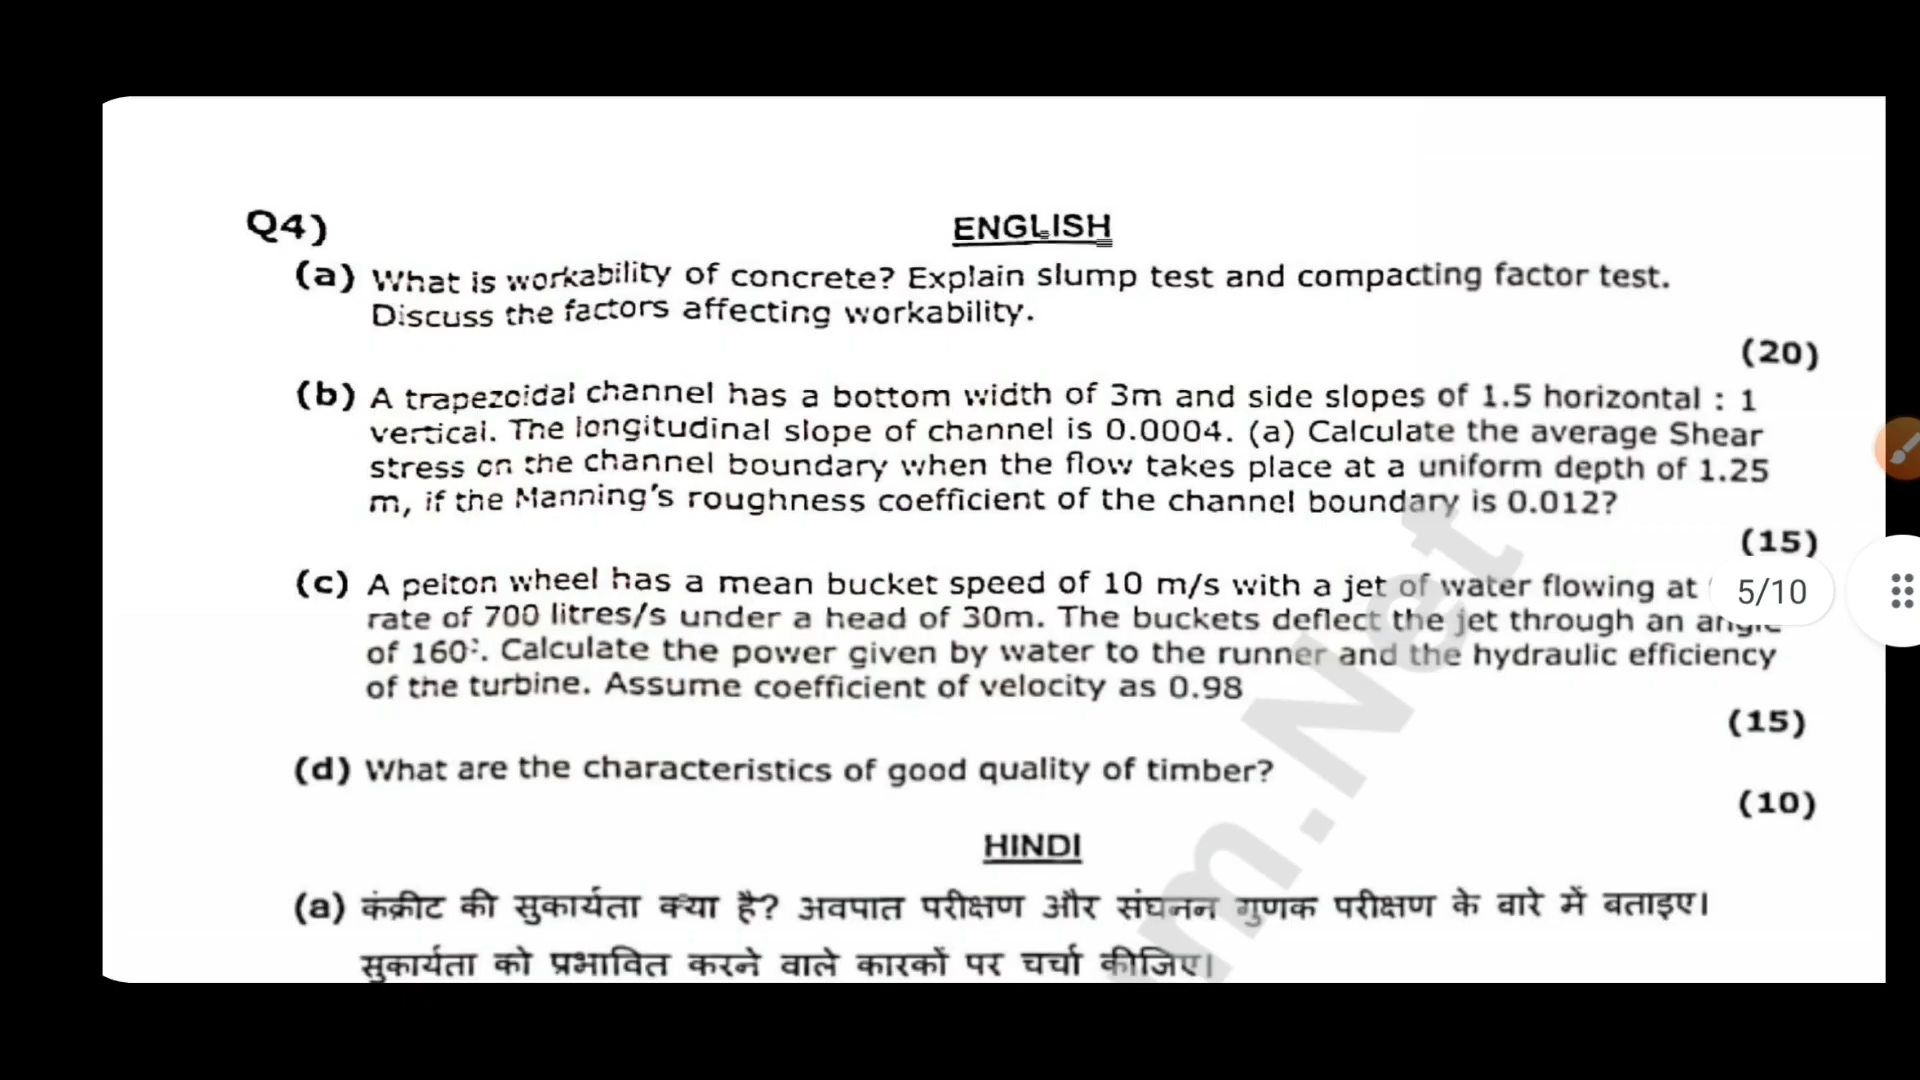 Q4)
ENGLISH
(a) What is workability of concrete? Explain slump test and compacting factor test.
Discuss the factors affecting workability.
(20)
(b) A trapezoidal channel has a bottom width of 3m and side slopes of 1.5 horizontal : 1
vertical. The longitudinal slope of channel is 0.0004. (a) Calculate the average Shear
stress on the channel boundary when the flow takes place at a uniform depth of 1.25
m, if the Manning's roughness coefficient of the channel boundary is 0.012?
(15)
(c) A pelton wheel has a mean bucket speed of 10 m/s with a jet of water flowing at
5/10
rate of 700 litres/s under a head of 30m. The buckets deflect the jet through an angle
of 160°. Calculate the power given by water to the runner and the hydraulic efficiency
of the turbine. Assume coefficient of velocity as 0.98
(15)
(d) What are the characteristics of good quality of timber?
(10)
HINDI
(a) कंक्रीट की सुकार्यता क्या है? अवपात परीक्षण और संघनन गुणक परीक्षण के बारे में बताइए।
सुकार्यता को प्रभावित करने वाले कारकों पर चर्चा कीजिए।
m.Net